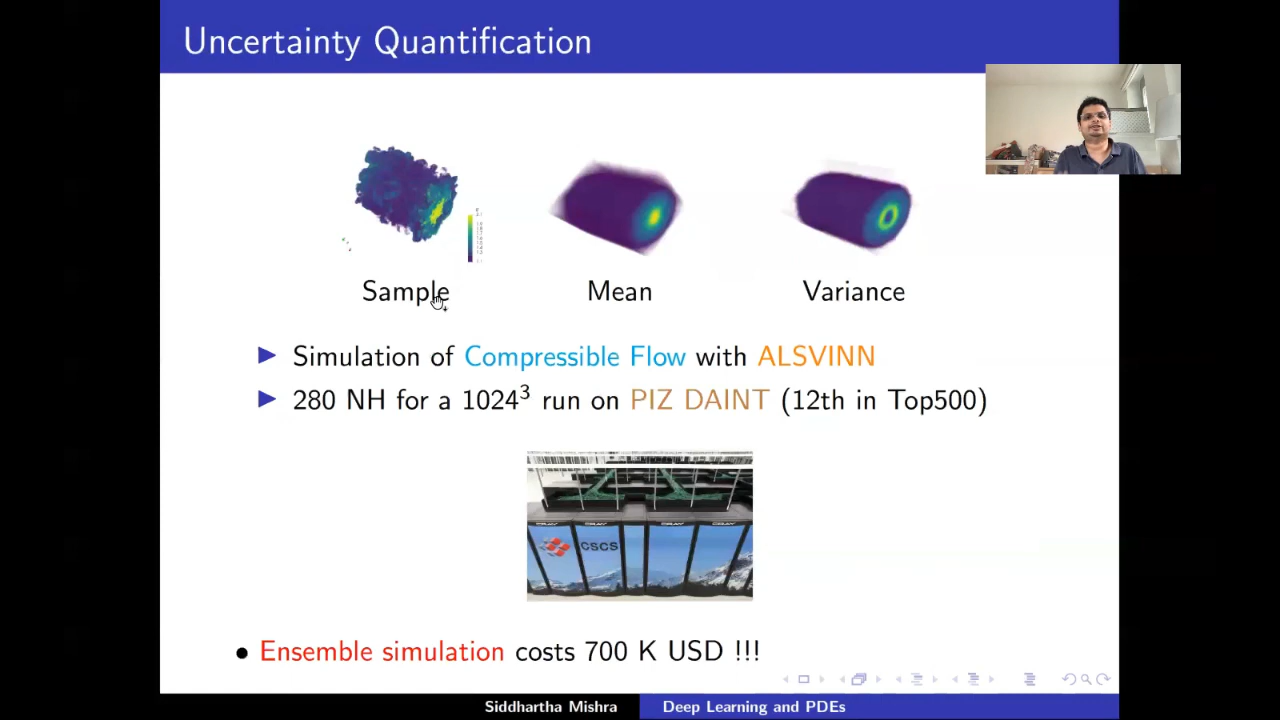 Uncertainty Quantification
Sample
Mean
Variance
Simulation of Compressible Flow with ALSVINN
280 NH for a 1024³ run on PIZ DAINT (12th in Top500)
CSCS
Ensemble simulation costs 700 K USD !!!
Siddhartha Mishra
Deep Learning and PDEs